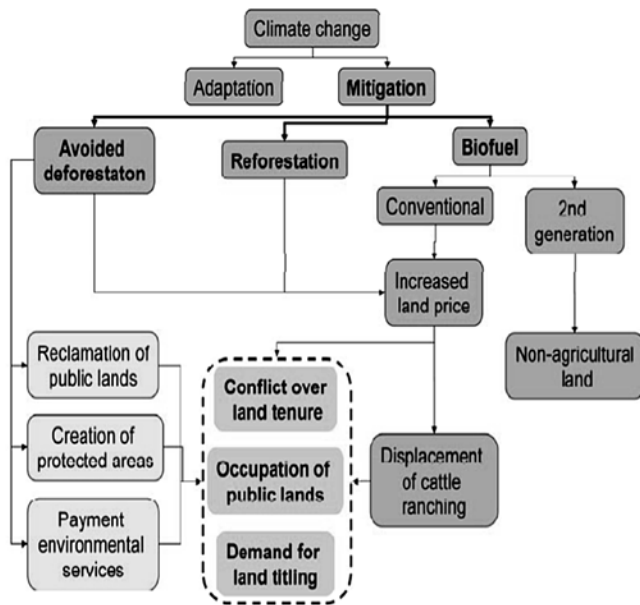 Climate change
Adaptation
Mitigation
Avoided
deforestaton
Reforestation
Biofuel
Conventional
2nd
generation
Increased
land price
Reclamation of
public lands
Conflict over
land tenure
Non-agricultural
land
Creation of
protected areas
Occupation of
public lands
Displacement
of cattle
ranching
Payment
environmental
services
Demand for
land titling